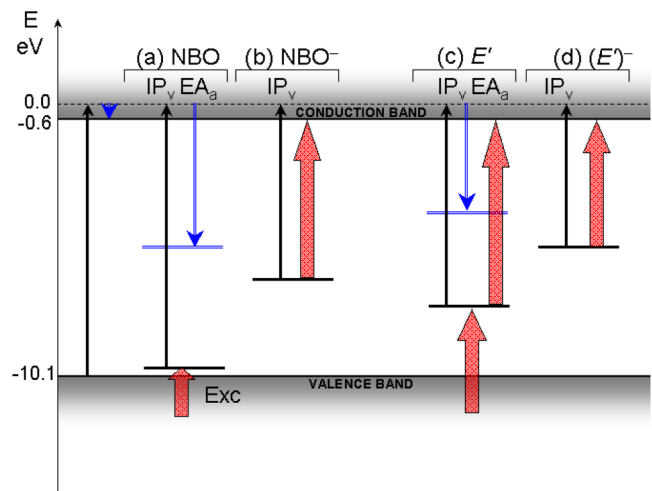 E
eV
(a) NBO
(b) NBO⁻
(c) E′
(d) (E′)⁻
IPᵥ EAₐ
IPᵥ
IPᵥ EAₐ
IPᵥ
0.0
CONDUCTION BAND
-0.6
-10.1
VALENCE BAND
Exc